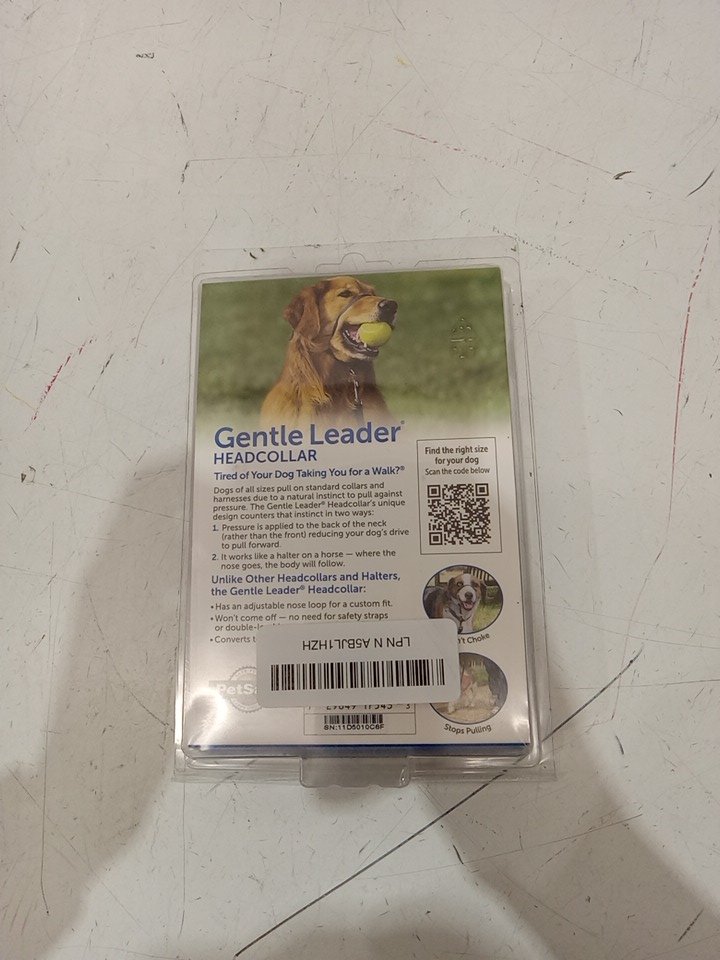 Gentle Leader®
HEADCOLLAR
Tired of Your Dog Taking You for a Walk?®
Dogs of all sizes pull on standard collars and
harnesses due to a natural instinct to pull against
pressure. The Gentle Leader® Headcollar's unique
design counters that instinct in two ways:
1. Pressure is applied to the back of the neck
(rather than the front) reducing your dog's drive
to pull forward.
2. It works like a halter on a horse — where the
nose goes, the body will follow.
Unlike Other Headcollars and Halters,
the Gentle Leader® Headcollar:
• Has an adjustable nose loop for a custom fit.
• Won't come off — no need for safety straps
or
• Converts
Find the right size
for your dog
Scan the code below
Choke
Stops Pulling
LPN N A5BJL1HZH
PetS
SN:11D5010C8F